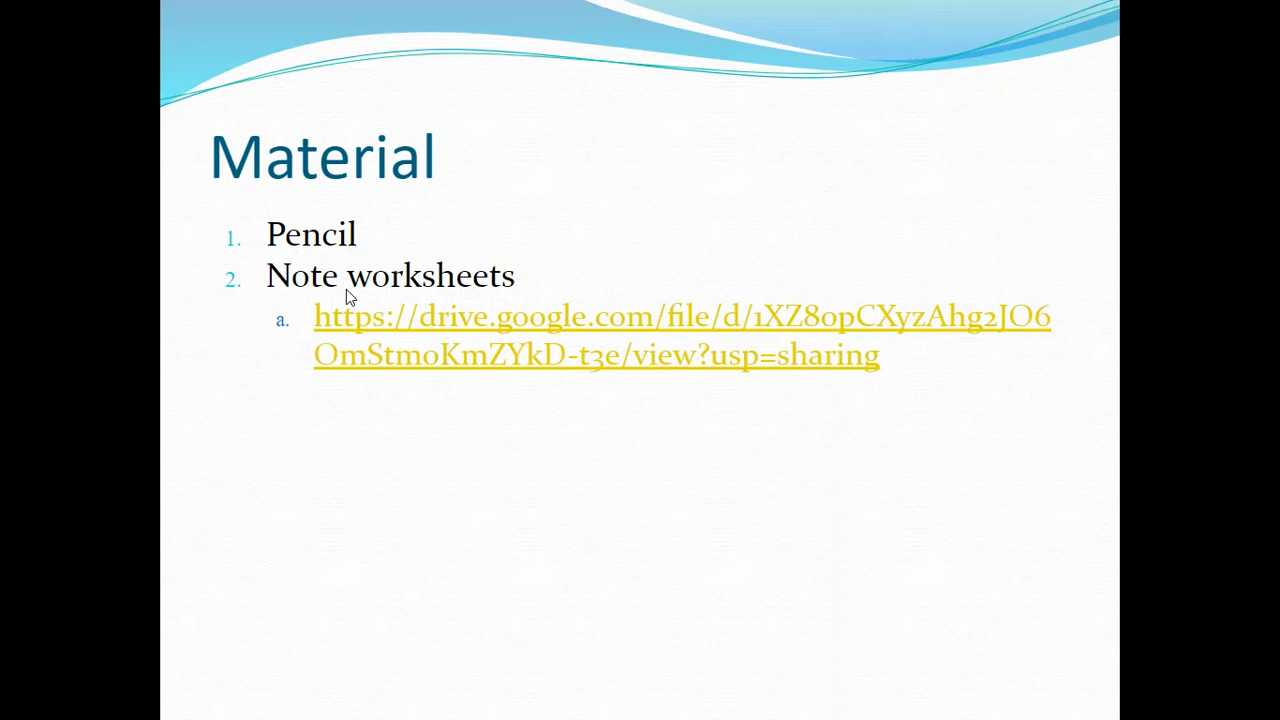 Material
1. Pencil
2. Note worksheets
a. https://drive.google.com/file/d/1XZ8opCXyzAhg2JO6
OmStmoKmZYkD-t3e/view?usp=sharing